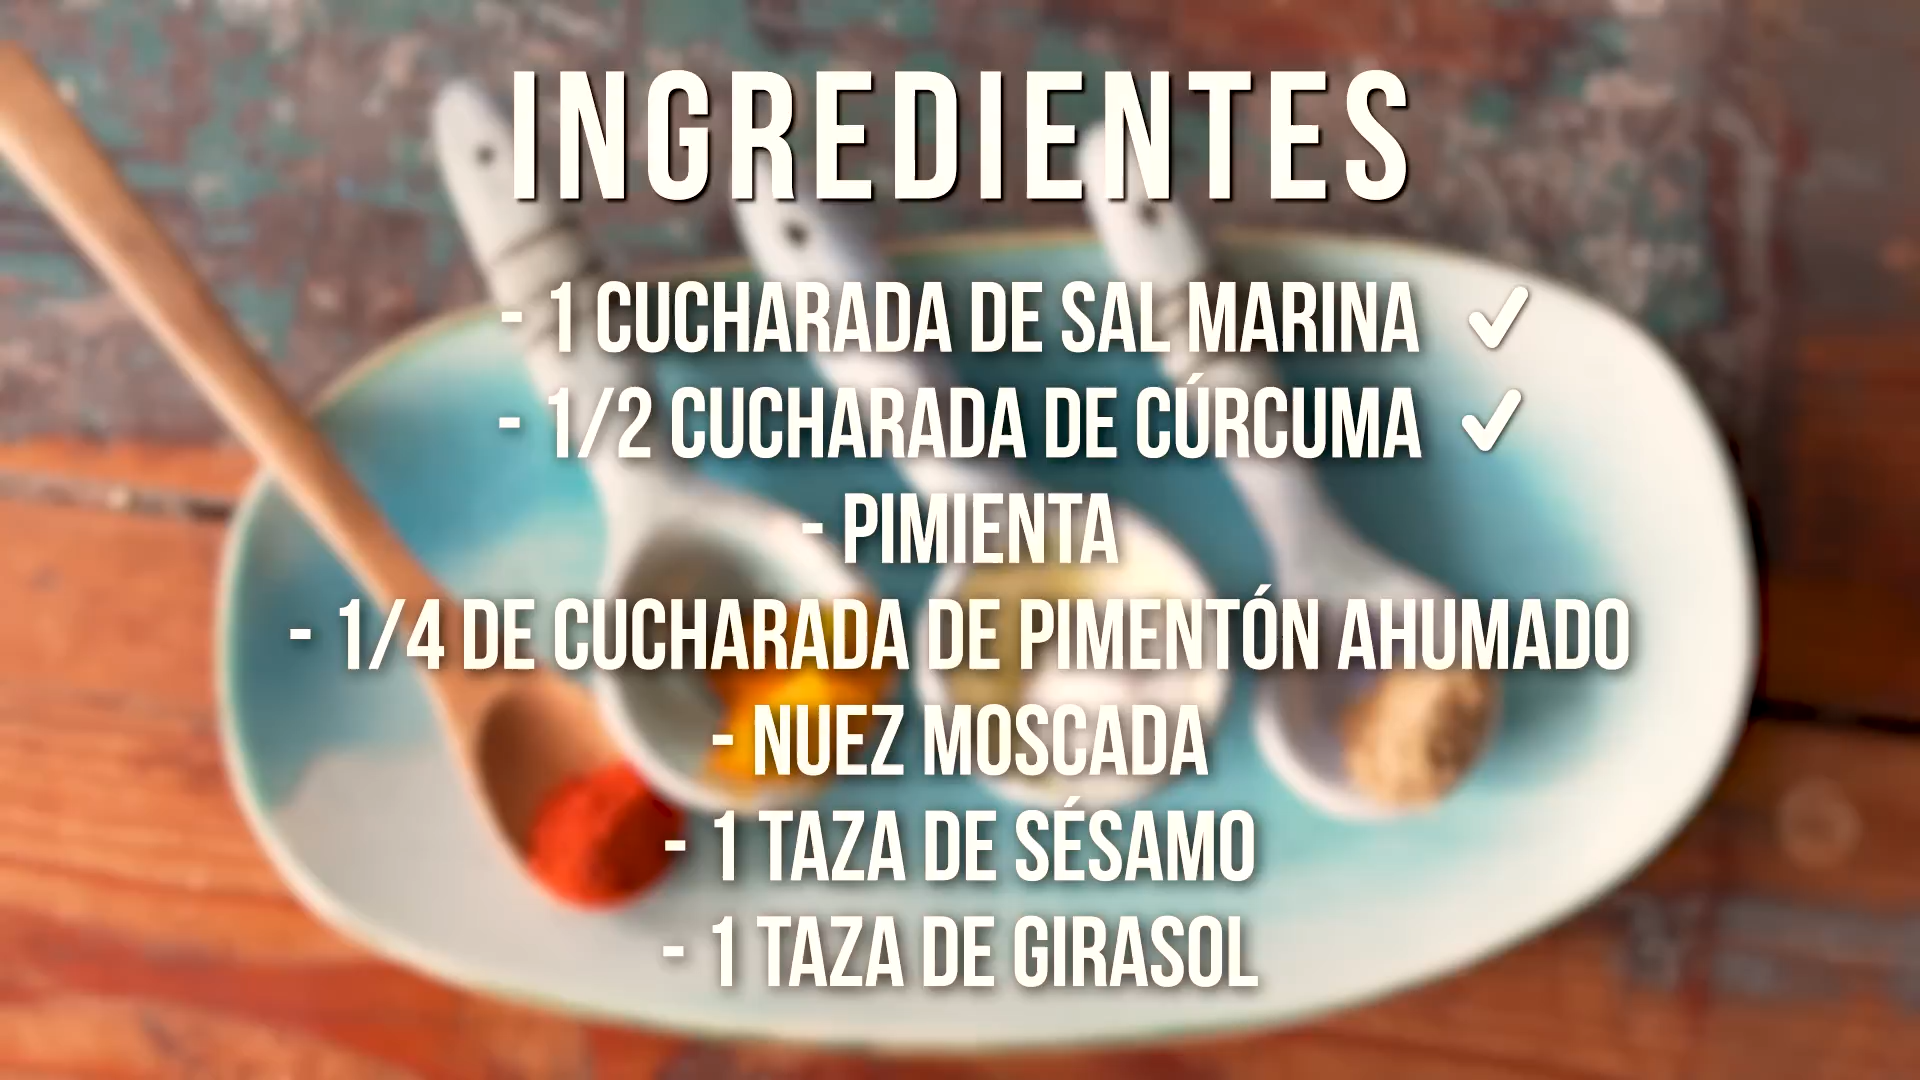 INGREDIENTES
- 1 CUCHARADA DE SAL MARINA ✓
- 1/2 CUCHARADA DE CÚRCUMA ✓
- PIMIENTA
- 1/4 DE CUCHARADA DE PIMENTÓN AHUMADO
- NUEZ MOSCADA
- 1 TAZA DE SÉSAMO
- 1 TAZA DE GIRASOL